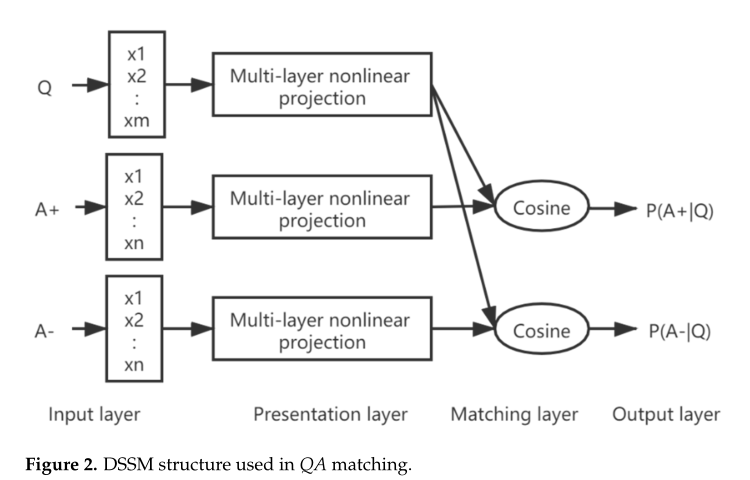 Q
x1
x2
:
xm
Multi-layer nonlinear
projection
A+
x1
x2
:
xn
Multi-layer nonlinear
projection
Cosine
P(A+|Q)
A-
x1
x2
:
xn
Multi-layer nonlinear
projection
Cosine
P(A-|Q)
Input layer
Presentation layer
Matching layer
Output layer
Figure 2. DSSM structure used in QA matching.